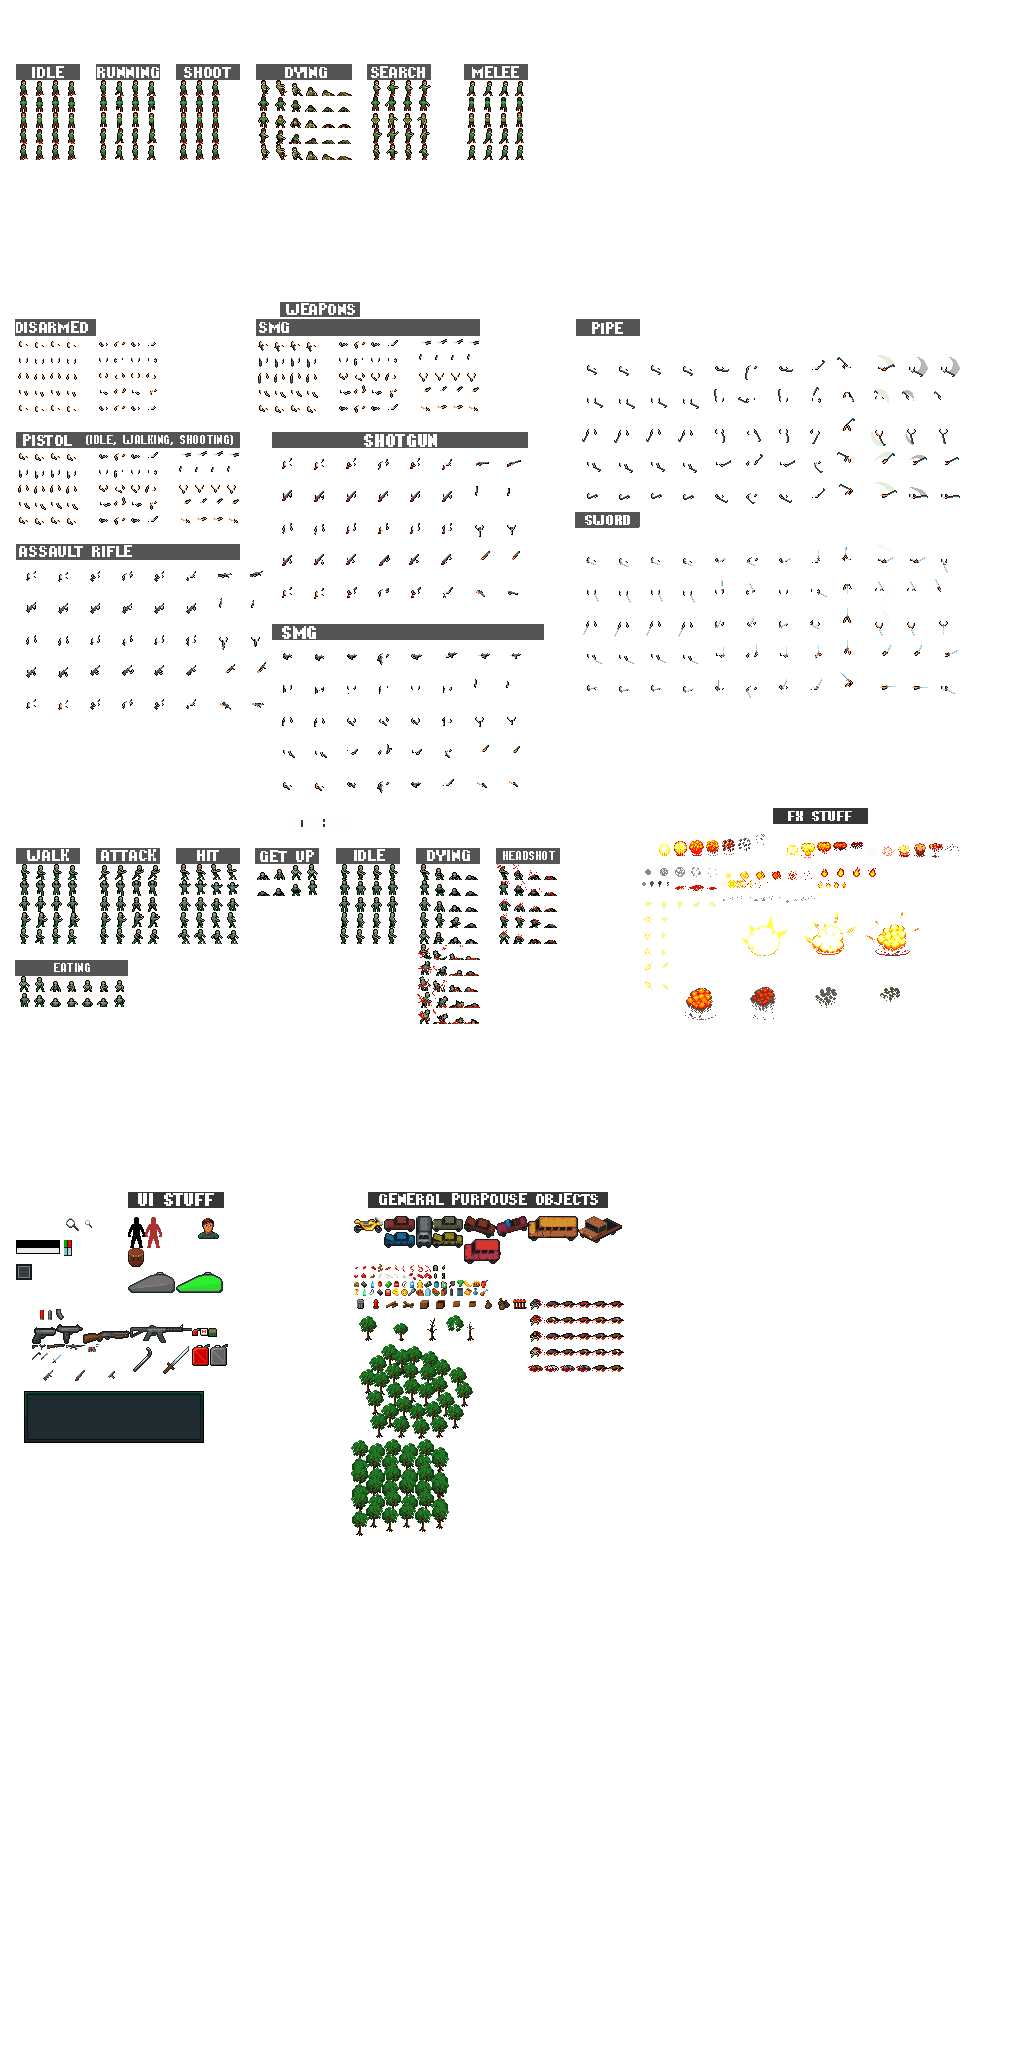 IDLE
RUNNING
SHOOT
DYING
SEARCH
MELEE
WEAPONS
DISARMED
SMG
PIPE
PISTOL (IDLE, WALKING, SHOOTING)
SHOTGUN
SWORD
ASSAULT RIFLE
SMG
FX STUFF
WALK
ATTACK
HIT
GET UP
IDLE
DYING
HEADSHOT
EATING
UI STUFF
GENERAL PURPOUSE OBJECTS